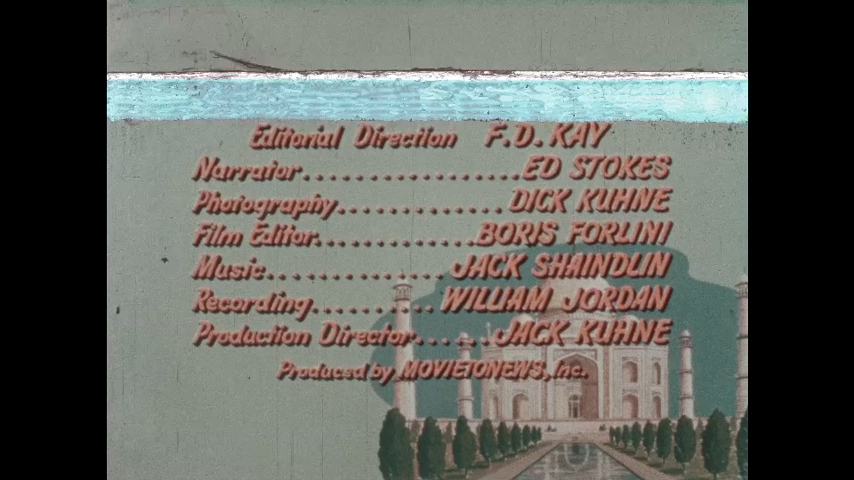 Editorial Direction F.D. KAY
Narrator.................ED STOKES
Photography.............DICK KUHNE
Film Editor.............BORIS FORLINI
Music..............JACK SHAINDLIN
Recording..........WILLIAM JORDAN
Production Director......JACK KUHNE
Produced by MOVIETONEWS, Inc.